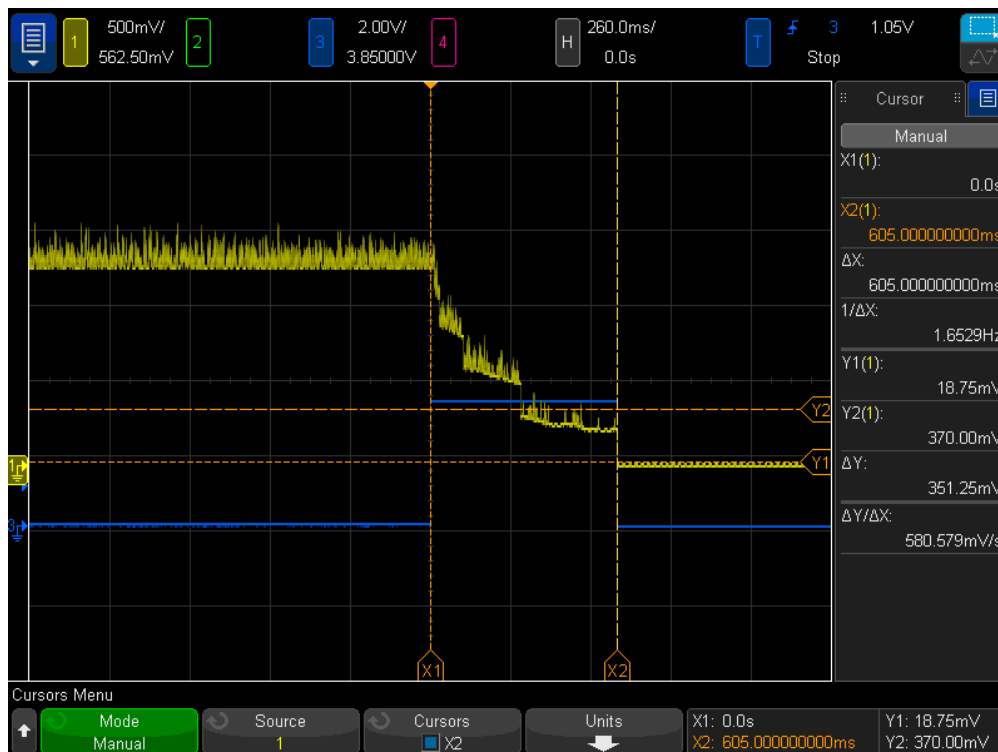 1 500mV/ 2 3 2.00V/ 4 H 260.0ms/ T 3 1.05V
562.50mV 3.85000V 0.0s Stop
Cursor
Manual
X1(1):
0.0s
X2(1):
605.000000000ms
ΔX:
605.000000000ms
1/ΔX:
1.6529Hz
Y1(1):
18.75mV
Y2(1):
370.00mV
ΔY:
351.25mV
ΔY/ΔX:
580.579mV/s
Y2
1 Y1
3
X1 X2
Cursors Menu
Mode Source Cursors Units X1: 0.0s Y1: 18.75mV
Manual 1 X2 X2: 605.000000000ms Y2: 370.00mV